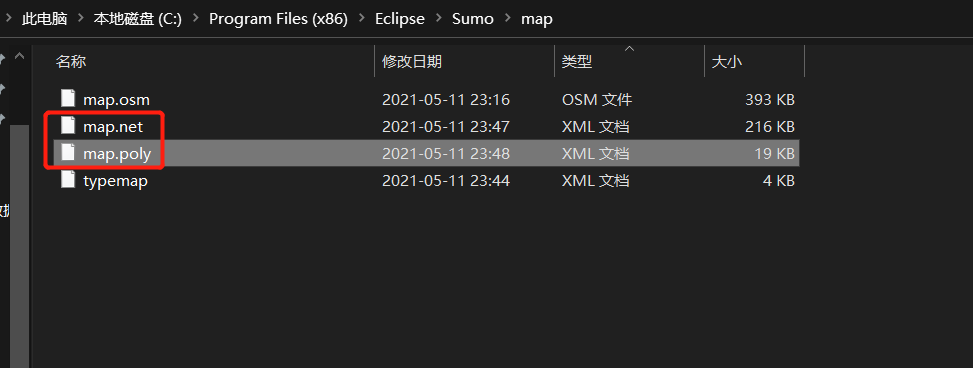 此电脑 > 本地磁盘 (C:) > Program Files (x86) > Eclipse > Sumo > map
名称 修改日期 类型 大小
map.osm 2021-05-11 23:16 OSM 文件 393 KB
map.net 2021-05-11 23:47 XML 文档 216 KB
map.poly 2021-05-11 23:48 XML 文档 19 KB
typemap 2021-05-11 23:44 XML 文档 4 KB